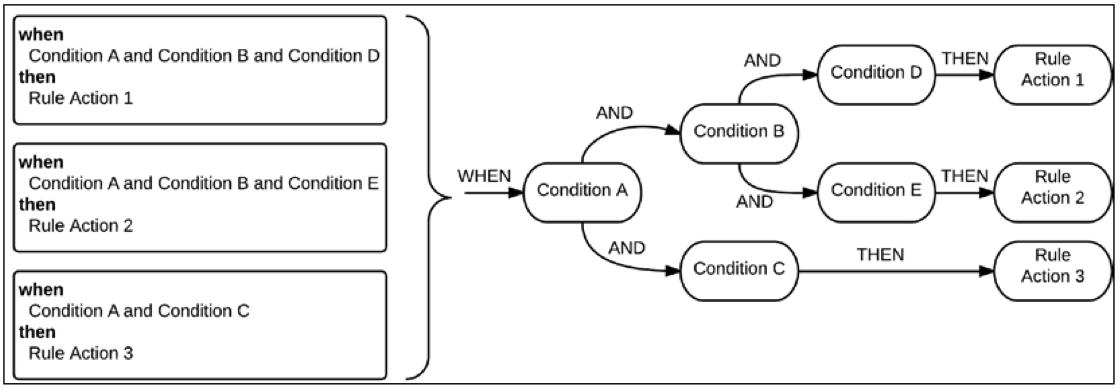 when
Condition A and Condition B and Condition D
then
Rule Action 1
when
Condition A and Condition B and Condition E
then
Rule Action 2
when
Condition A and Condition C
then
Rule Action 3
WHEN
Condition A
AND
Condition B
AND
Condition D
THEN
Rule
Action 1
AND
Condition E
THEN
Rule
Action 2
AND
Condition C
THEN
Rule
Action 3